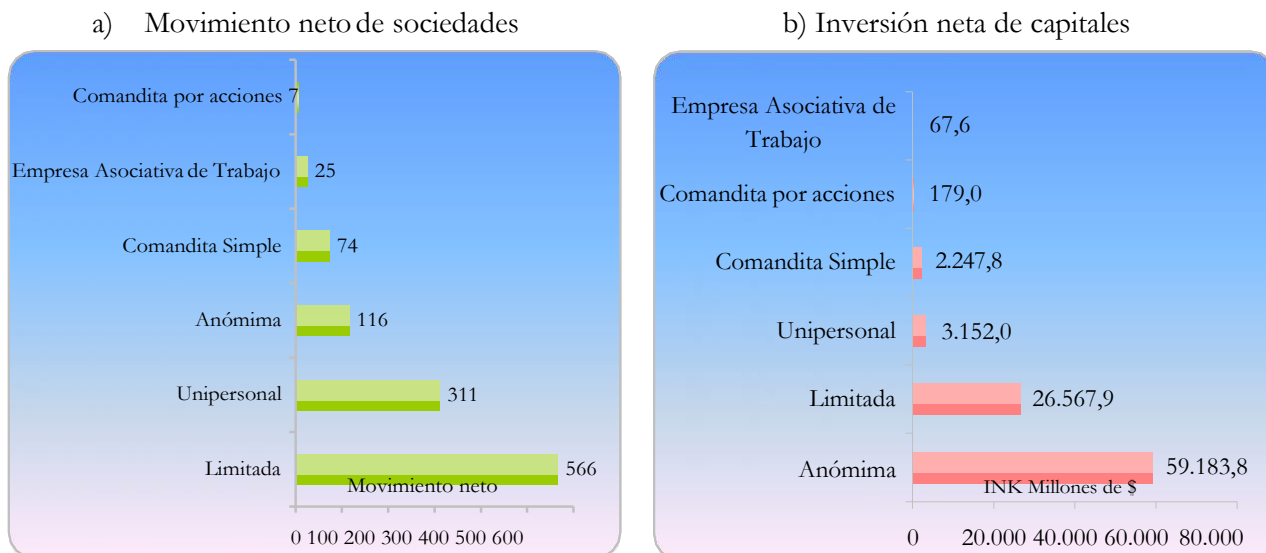 a) Movimiento neto de sociedades
Comandita por acciones 7
Empresa Asociativa de Trabajo 25
Comandita Simple 74
Anómima 116
Unipersonal 311
Limitada 566
Movimiento neto
0 100 200 300 400 500 600
b) Inversión neta de capitales
Empresa Asociativa de
Trabajo 67,6
Comandita por acciones 179,0
Comandita Simple 2.247,8
Unipersonal 3.152,0
Limitada 26.567,9
Anómima 59.183,8
INK Millones de $
0 20.000 40.000 60.000 80.000